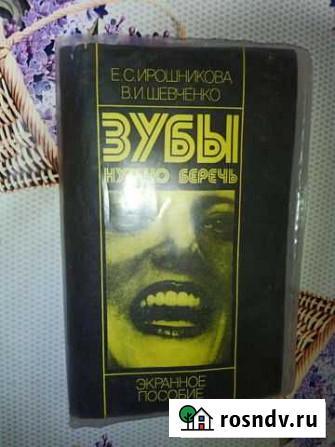 Е.С.ИРОШНИКОВА
В.И.ШЕВЧЕНКО
ЗУБЫ
НУЖНО БЕРЕЧЬ
ЭКРАННОЕ
ПОСОБИЕ
rosndv.ru